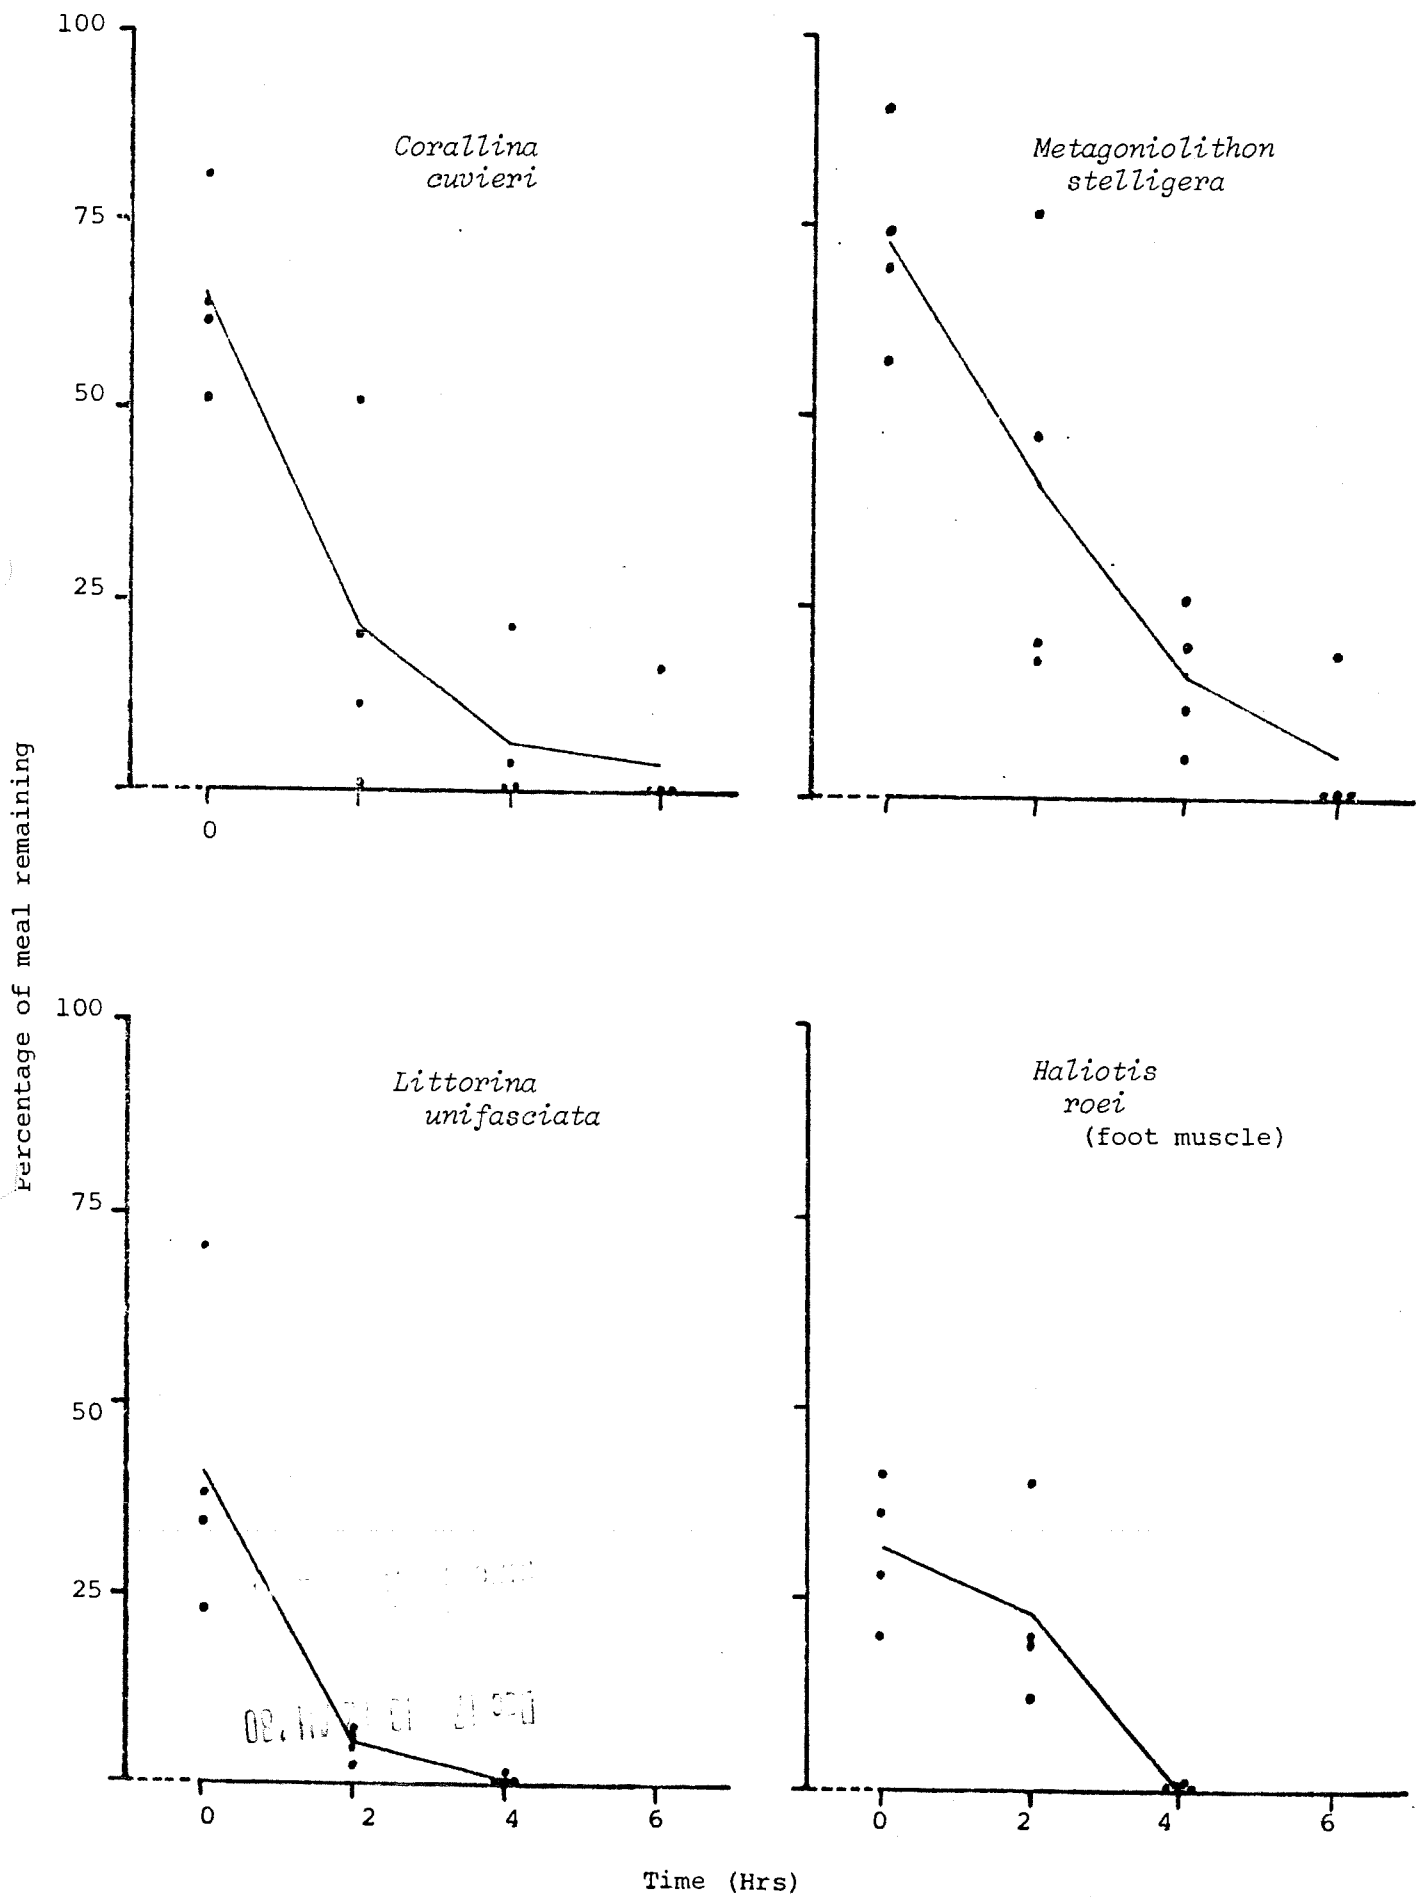 100
75
50
25
Corallina
cuvieri
0
Metagoniolithon
stelligera
Percentage of meal remaining
100
75
50
25
Littorina
unifasciata
0 2 4 6
Haliotis
roei
(foot muscle)
0 2 4 6
Time (Hrs)